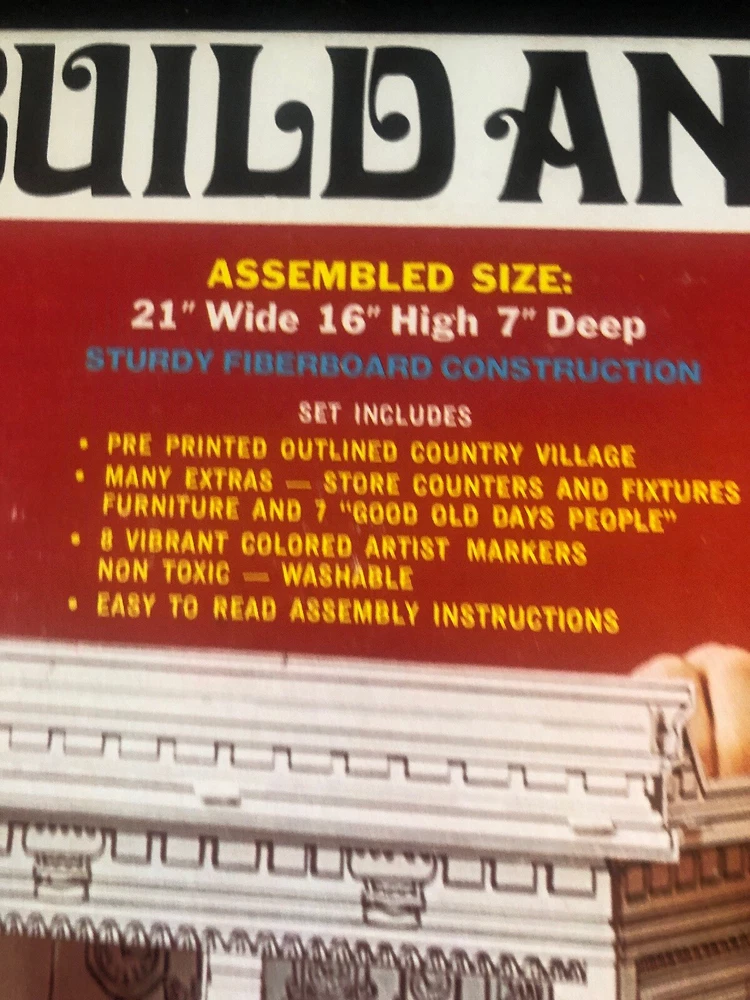 BUILD AN
ASSEMBLED SIZE:
21" Wide 16" High 7" Deep
STURDY FIBERBOARD CONSTRUCTION
SET INCLUDES
• PRE PRINTED OUTLINED COUNTRY VILLAGE
• MANY EXTRAS — STORE COUNTERS AND FIXTURES
FURNITURE AND 7 "GOOD OLD DAYS PEOPLE"
• 8 VIBRANT COLORED ARTIST MARKERS
NON TOXIC — WASHABLE
• EASY TO READ ASSEMBLY INSTRUCTIONS